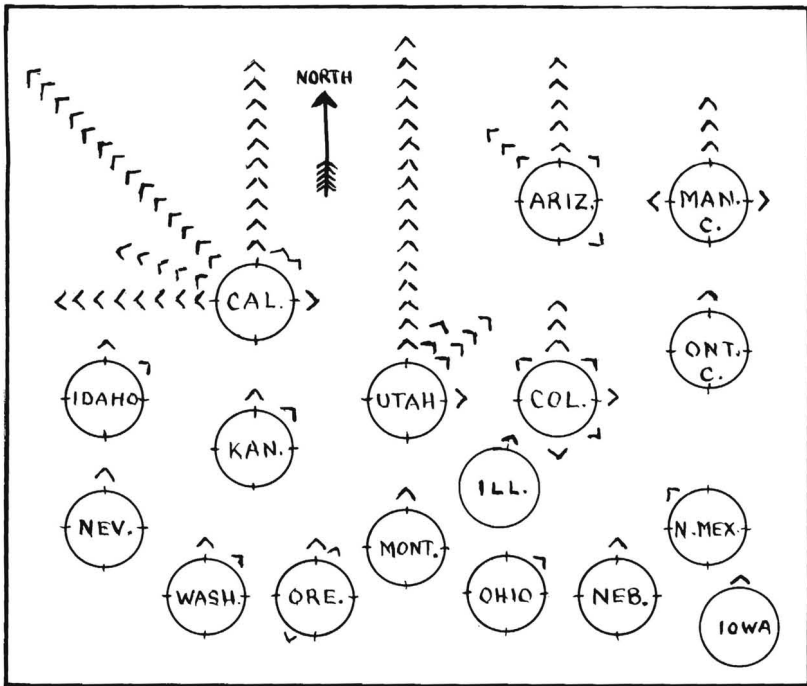 NORTH
ARIZ.
MAN.
C.
CAL.
ONT.
C.
IDAHO
UTAH
COL.
KAN.
ILL.
NEV.
MONT.
N.MEX.
WASH.
ORE.
OHIO
NEB.
IOWA